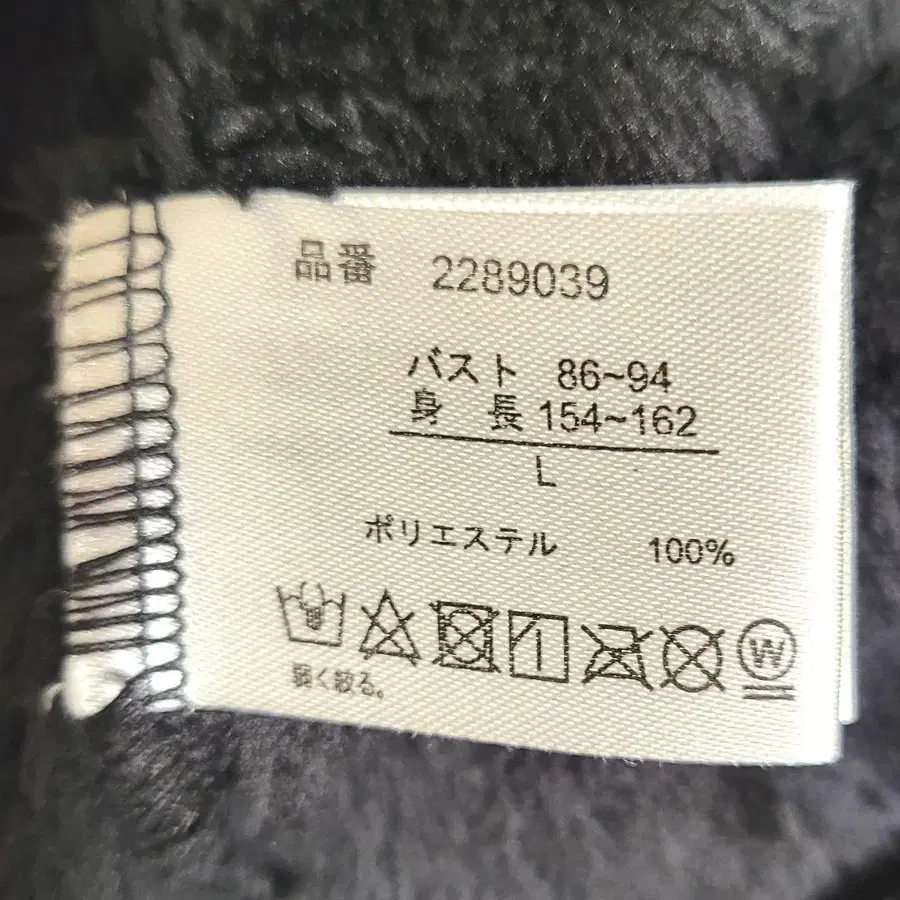 品番 2289039
バスト 86~94
身長 154~162
L
ポリエステル 100%
W
弱く絞る。